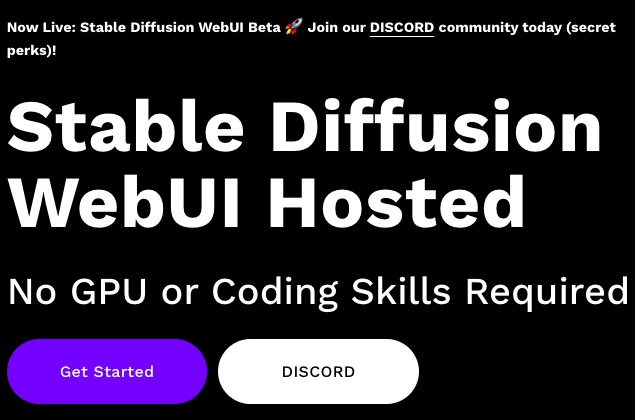 Now Live: Stable Diffusion WebUI Beta 🚀 Join our DISCORD community today (secret
perks)!
Stable Diffusion
WebUI Hosted
No GPU or Coding Skills Required
Get Started
DISCORD